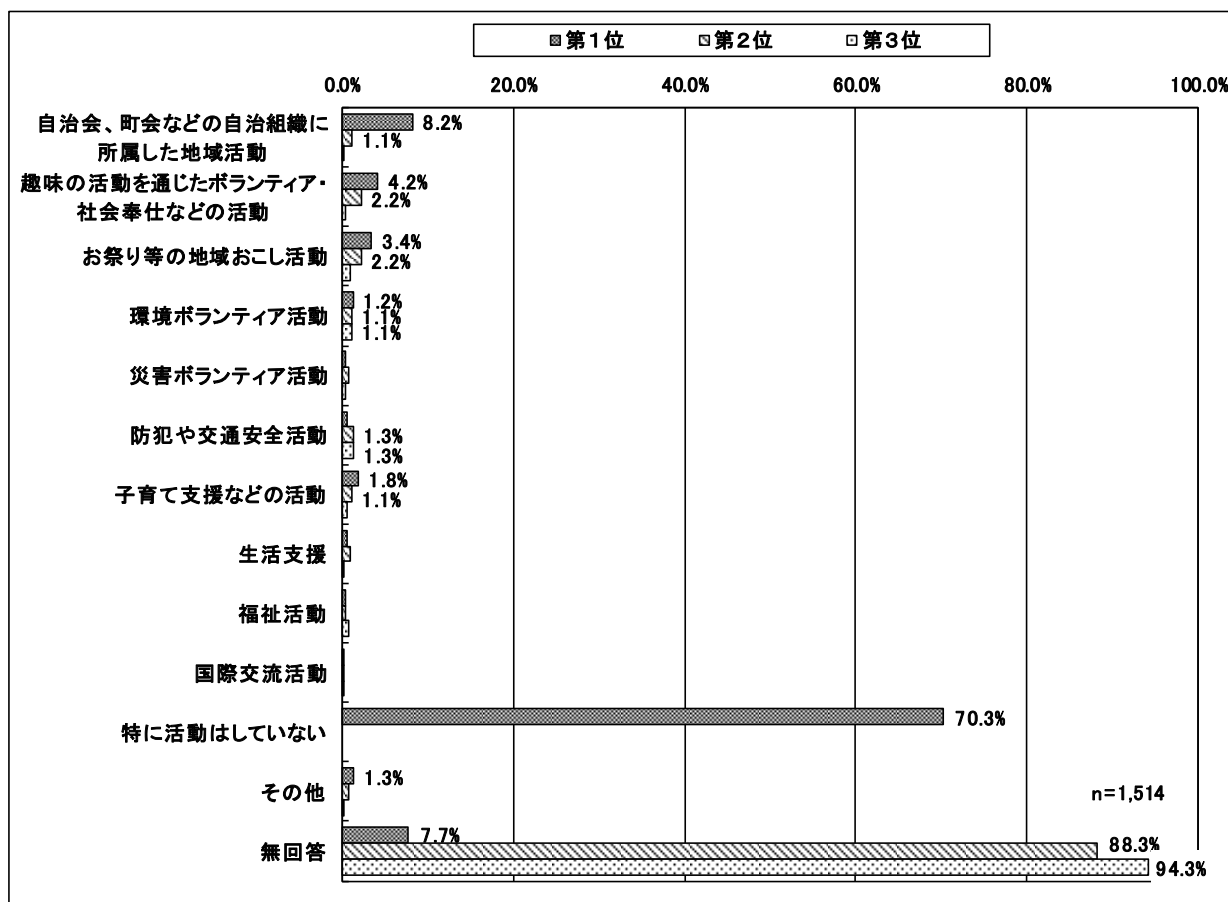 第1位 第2位 第3位
0.0% 20.0% 40.0% 60.0% 80.0% 100.0%
自治会、町会などの自治組織に
所属した地域活動
8.2%
1.1%
趣味の活動を通じたボランティア・
社会奉仕などの活動
4.2%
2.2%
お祭り等の地域おこし活動
3.4%
2.2%
環境ボランティア活動
1.2%
1.1%
1.1%
災害ボランティア活動
防犯や交通安全活動
1.3%
1.3%
子育て支援などの活動
1.8%
1.1%
生活支援
福祉活動
国際交流活動
特に活動はしていない
70.3%
その他
1.3%
n=1,514
無回答
7.7%
88.3%
94.3%